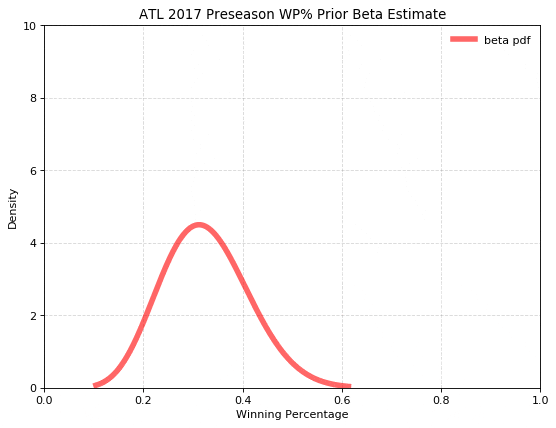 ATL 2017 Preseason WP% Prior Beta Estimate
beta pdf
10
8
6
4
2
0
Density
0.0 0.2 0.4 0.6 0.8 1.0
Winning Percentage